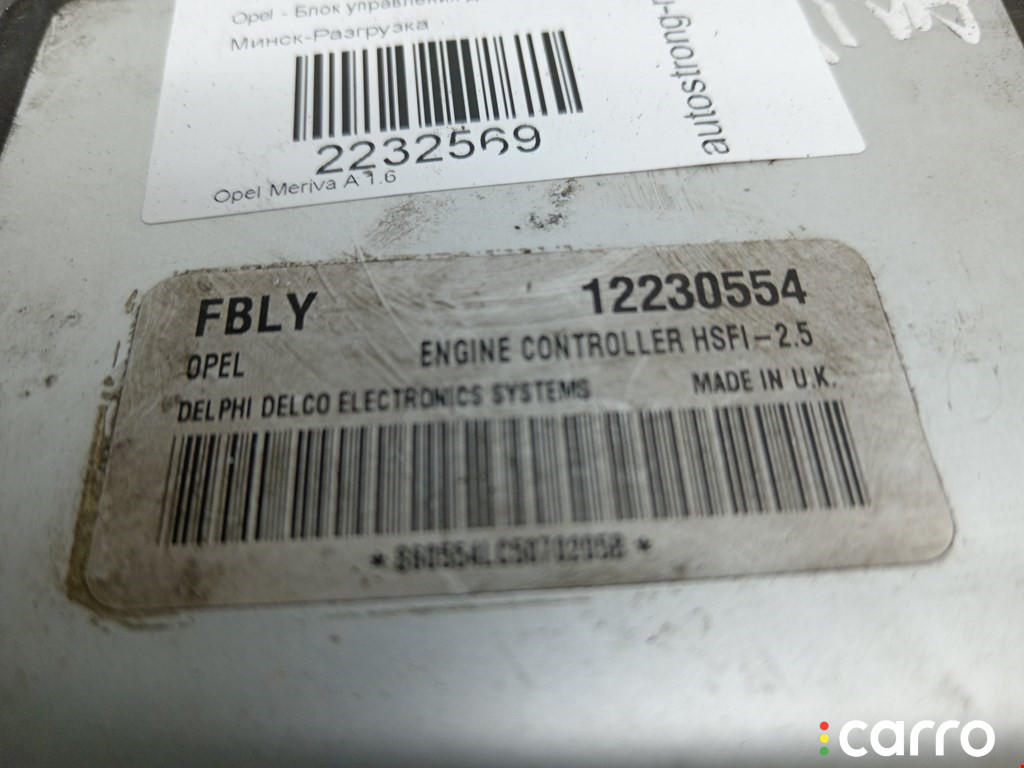 Opel - Блок управления
Минск-Разгрузка
2232569
Opel Meriva A 1.6
FBLY 12230554
OPEL ENGINE CONTROLLER HSFI-2.5
DELPHI DELCO ELECTRONICS SYSTEMS MADE IN U.K.
carro